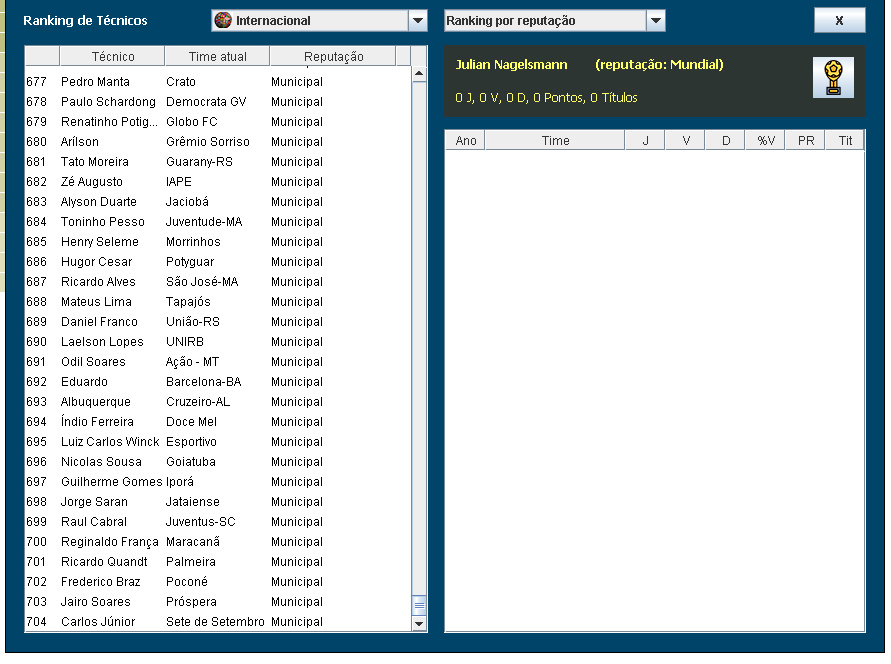 Ranking de Técnicos
Internacional
Ranking por reputação
X
Técnico Time atual Reputação
677 Pedro Manta Crato Municipal
678 Paulo Schardong Democrata GV Municipal
679 Renatinho Potig... Globo FC Municipal
680 Arílson Grêmio Sorriso Municipal
681 Tato Moreira Guarany-RS Municipal
682 Zé Augusto IAPE Municipal
683 Alyson Duarte Jaciobá Municipal
684 Toninho Pesso Juventude-MA Municipal
685 Henry Seleme Morrinhos Municipal
686 Hugor Cesar Potyguar Municipal
687 Ricardo Alves São José-MA Municipal
688 Mateus Lima Tapajós Municipal
689 Daniel Franco União-RS Municipal
690 Laelson Lopes UNIRB Municipal
691 Odil Soares Ação - MT Municipal
692 Eduardo Barcelona-BA Municipal
693 Albuquerque Cruzeiro-AL Municipal
694 Índio Ferreira Doce Mel Municipal
695 Luiz Carlos Winck Esportivo Municipal
696 Nicolas Sousa Goiatuba Municipal
697 Guilherme Gomes Iporá Municipal
698 Jorge Saran Jataiense Municipal
699 Raul Cabral Juventus-SC Municipal
700 Reginaldo França Maracanã Municipal
701 Ricardo Quandt Palmeira Municipal
702 Frederico Braz Poconé Municipal
703 Jairo Soares Próspera Municipal
704 Carlos Júnior Sete de Setembro Municipal
Julian Nagelsmann (reputação: Mundial)
0 J, 0 V, 0 D, 0 Pontos, 0 Títulos
Ano Time J V D %V PR Tit